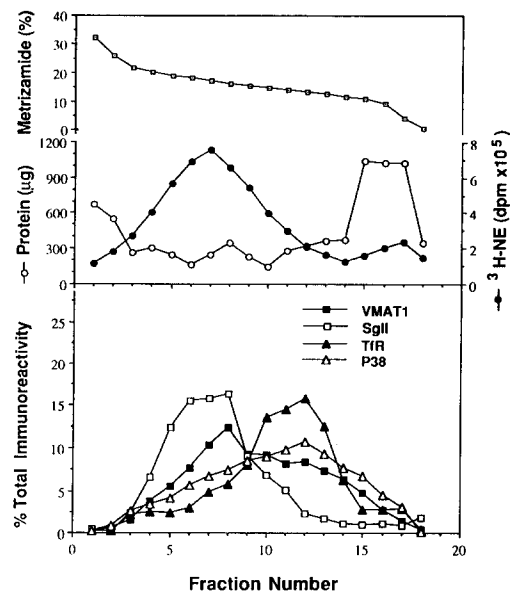 Metrizamide (%)
40
30
20
10
0
Protein (µg)
1200
900
600
300
0
8
6
4
2
0
³ H-NE (dpm x10⁵)
% Total Immunoreactivity
25
20
15
10
5
0
VMAT1
SgII
TfR
P38
0 5 10 15 20
Fraction Number